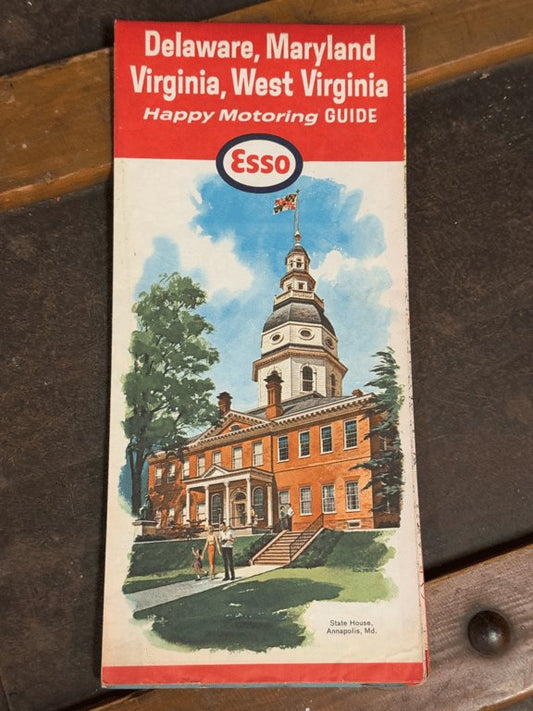 Delaware, Maryland
Virginia, West Virginia
Happy Motoring GUIDE
Esso
State House,
Annapolis, Md.